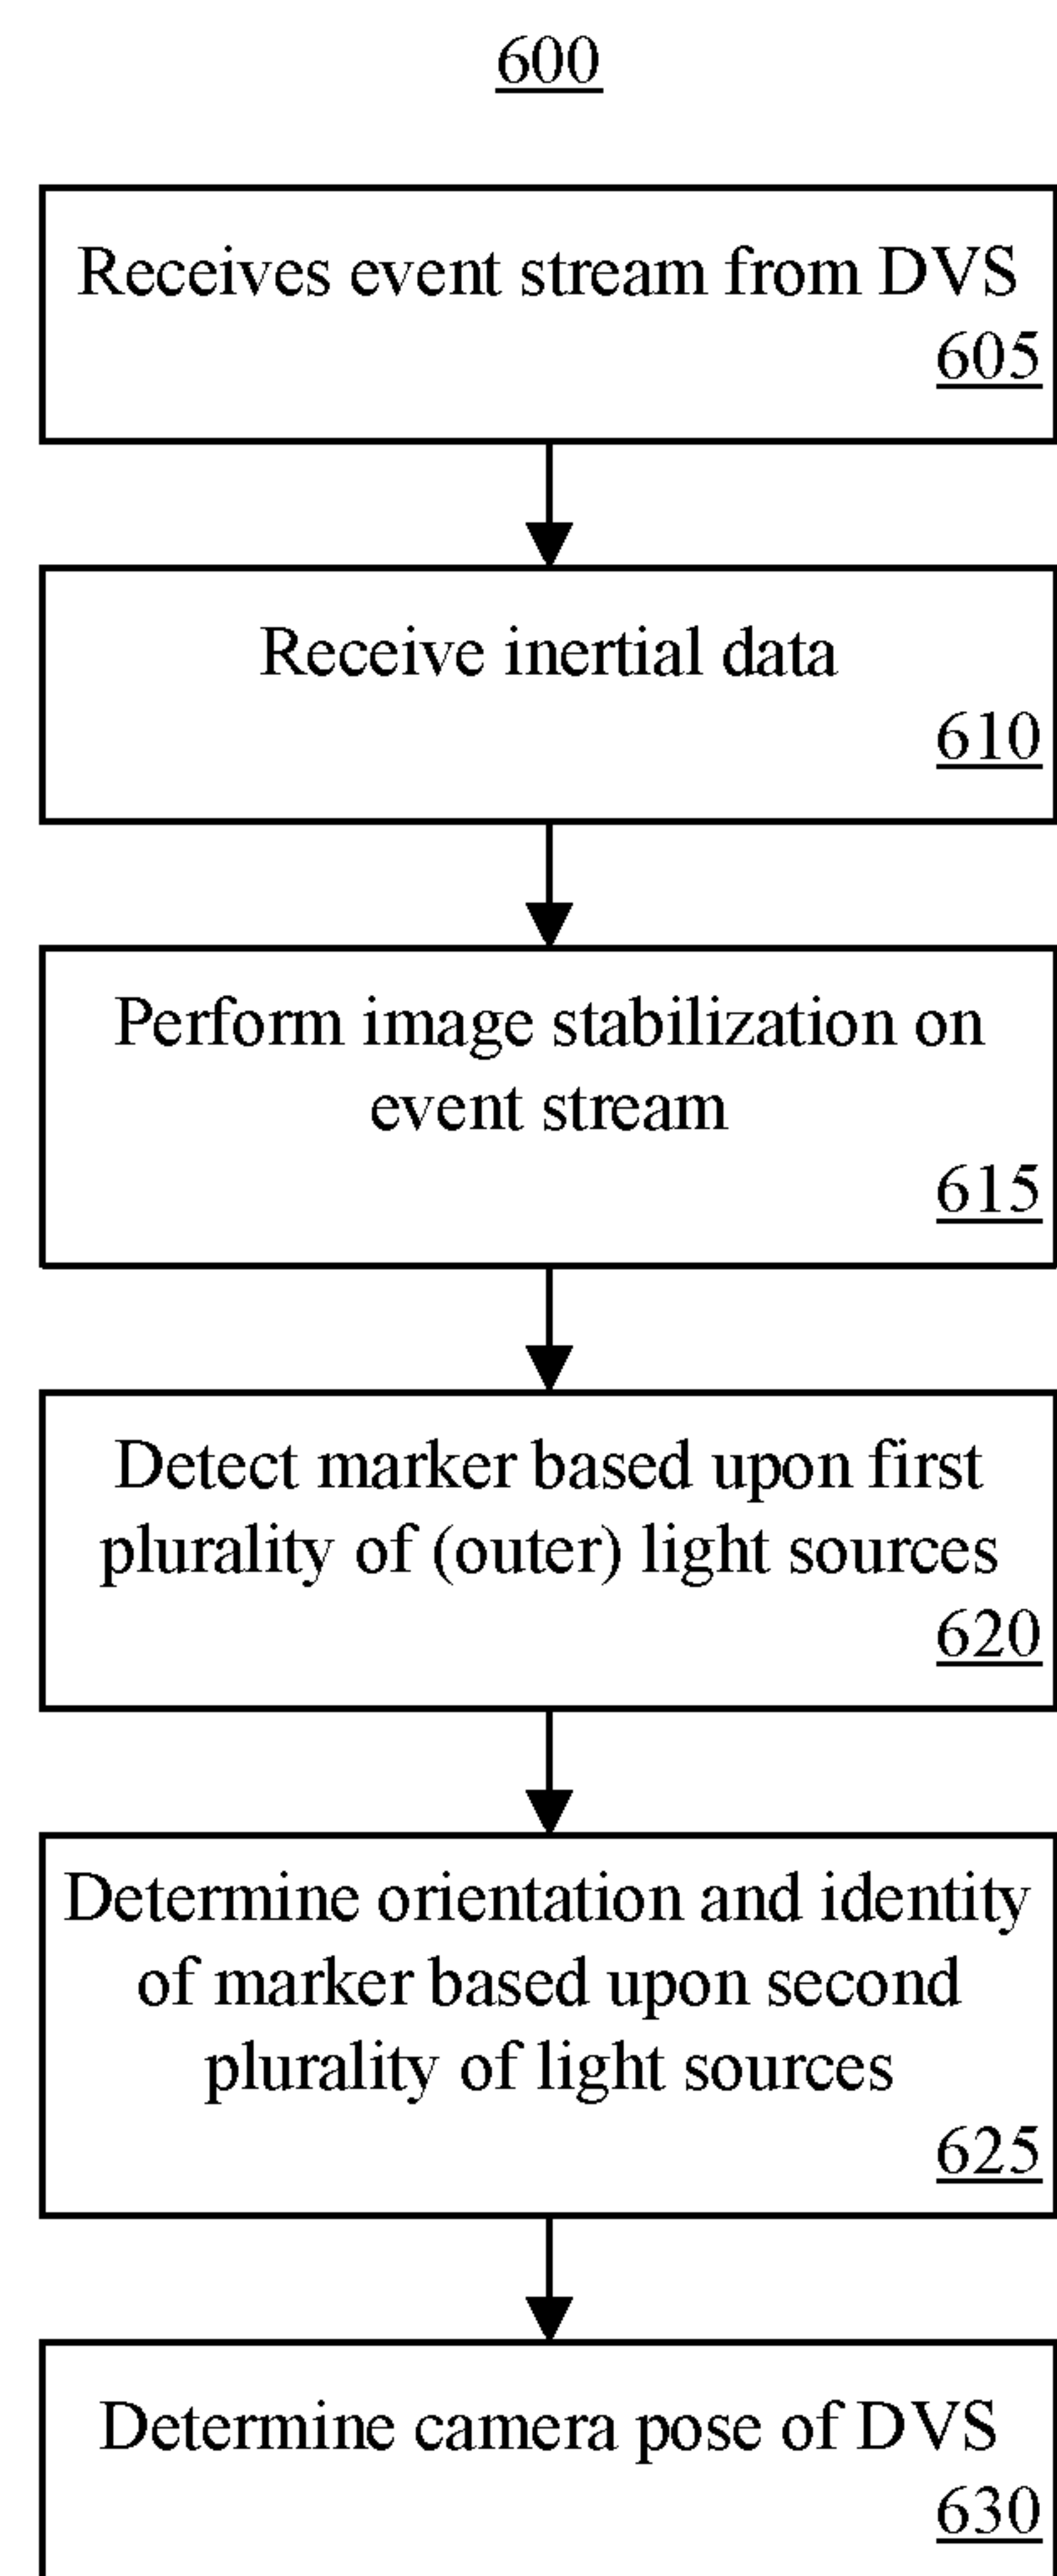 600
Receives event stream from DVS
605
Receive inertial data
610
Perform image stabilization on
event stream
615
Detect marker based upon first
plurality of (outer) light sources
620
Determine orientation and identity
of marker based upon second
plurality of light sources
625
Determine camera pose of DVS
630